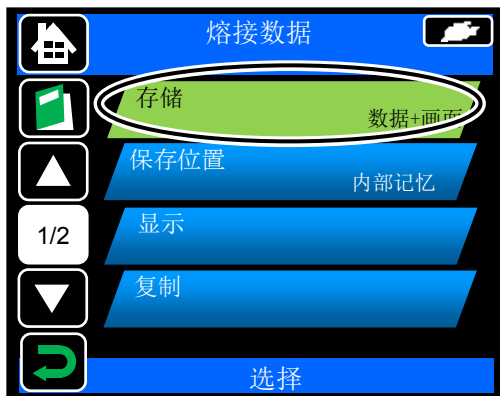 熔接数据
存储
数据+画面
保存位置
内部记忆
1/2
显示
复制
选择